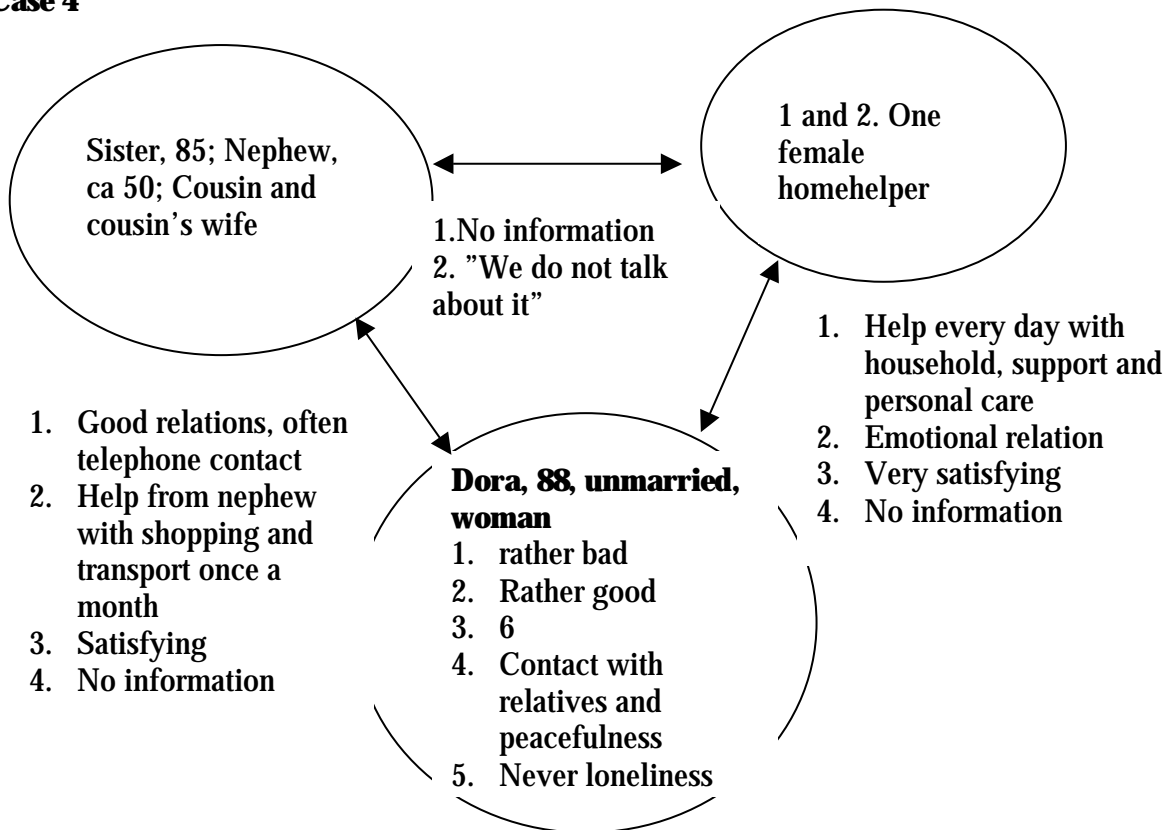 Case 4
Sister, 85; Nephew,
ca 50; Cousin and
cousin's wife
1 and 2. One
female
homehelper
1.No information
2. ”We do not talk
about it”
1. Help every day with
household, support and
personal care
2. Emotional relation
3. Very satisfying
4. No information
1. Good relations, often
telephone contact
2. Help from nephew
with shopping and
transport once a
month
3. Satisfying
4. No information
Dora, 88, unmarried,
woman
1. rather bad
2. Rather good
3. 6
4. Contact with
relatives and
peacefulness
5. Never loneliness